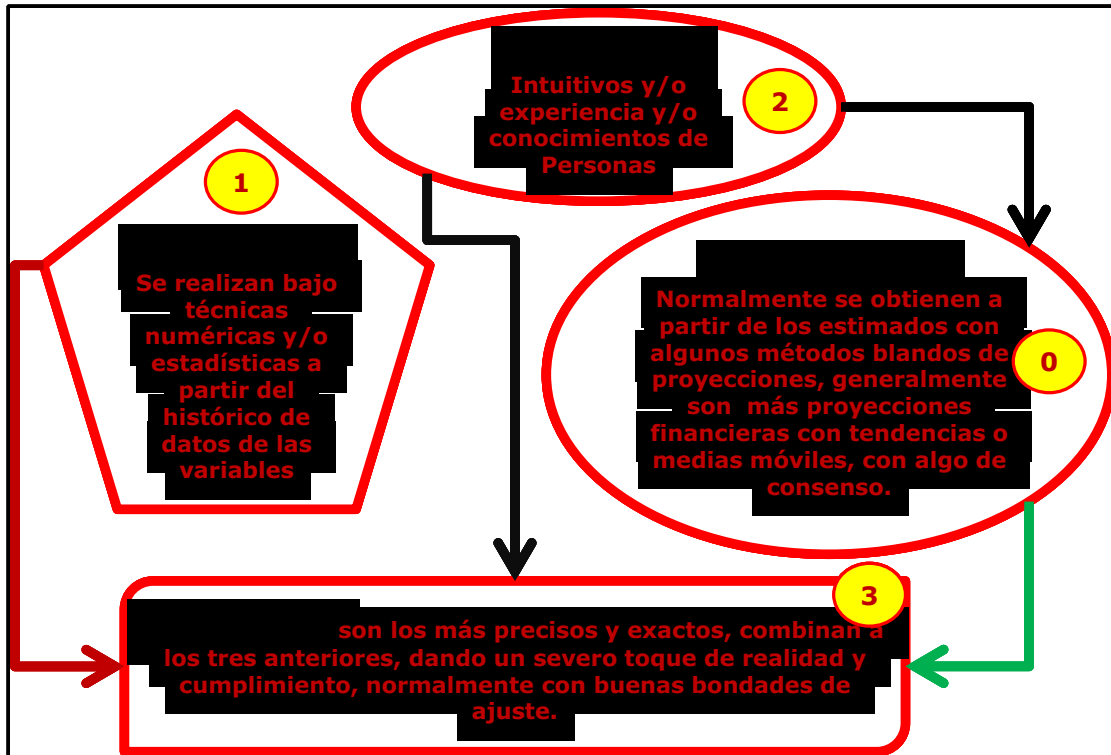 2
Intuitivos y/o
experiencia y/o
conocimientos de
Personas
1
Se realizan bajo
técnicas
numéricas y/o
estadísticas a
partir del
histórico de
datos de las
variables
Normalmente se obtienen a
partir de los estimados con
algunos métodos blandos de
proyecciones, generalmente
son más proyecciones
financieras con tendencias o
medias móviles, con algo de
consenso.
0
3
son los más precisos y exactos, combinan a
los tres anteriores, dando un severo toque de realidad y
cumplimiento, normalmente con buenas bondades de
ajuste.